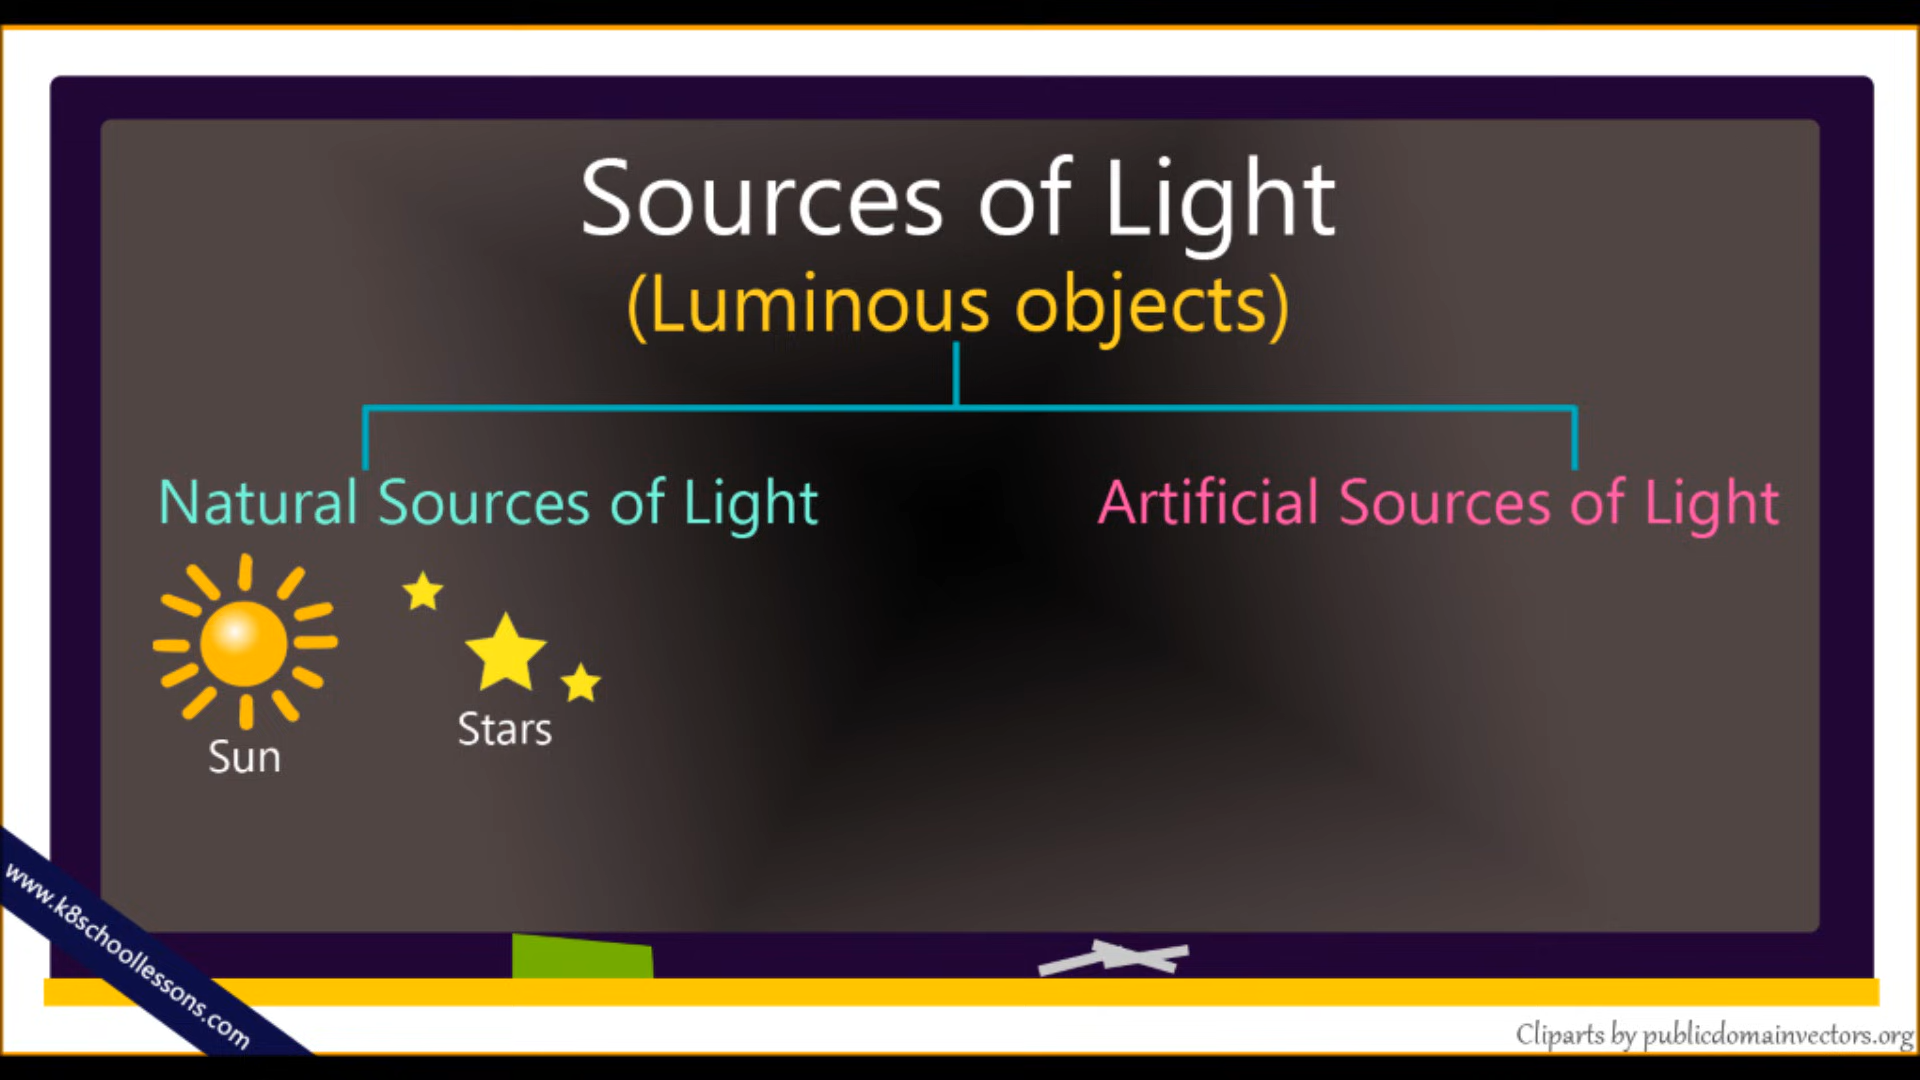 Sources of Light
(Luminous objects)
Natural Sources of Light
Artificial Sources of Light
Sun
Stars
www.k8schoollessons.com
Cliparts by publicdomainvectors.org